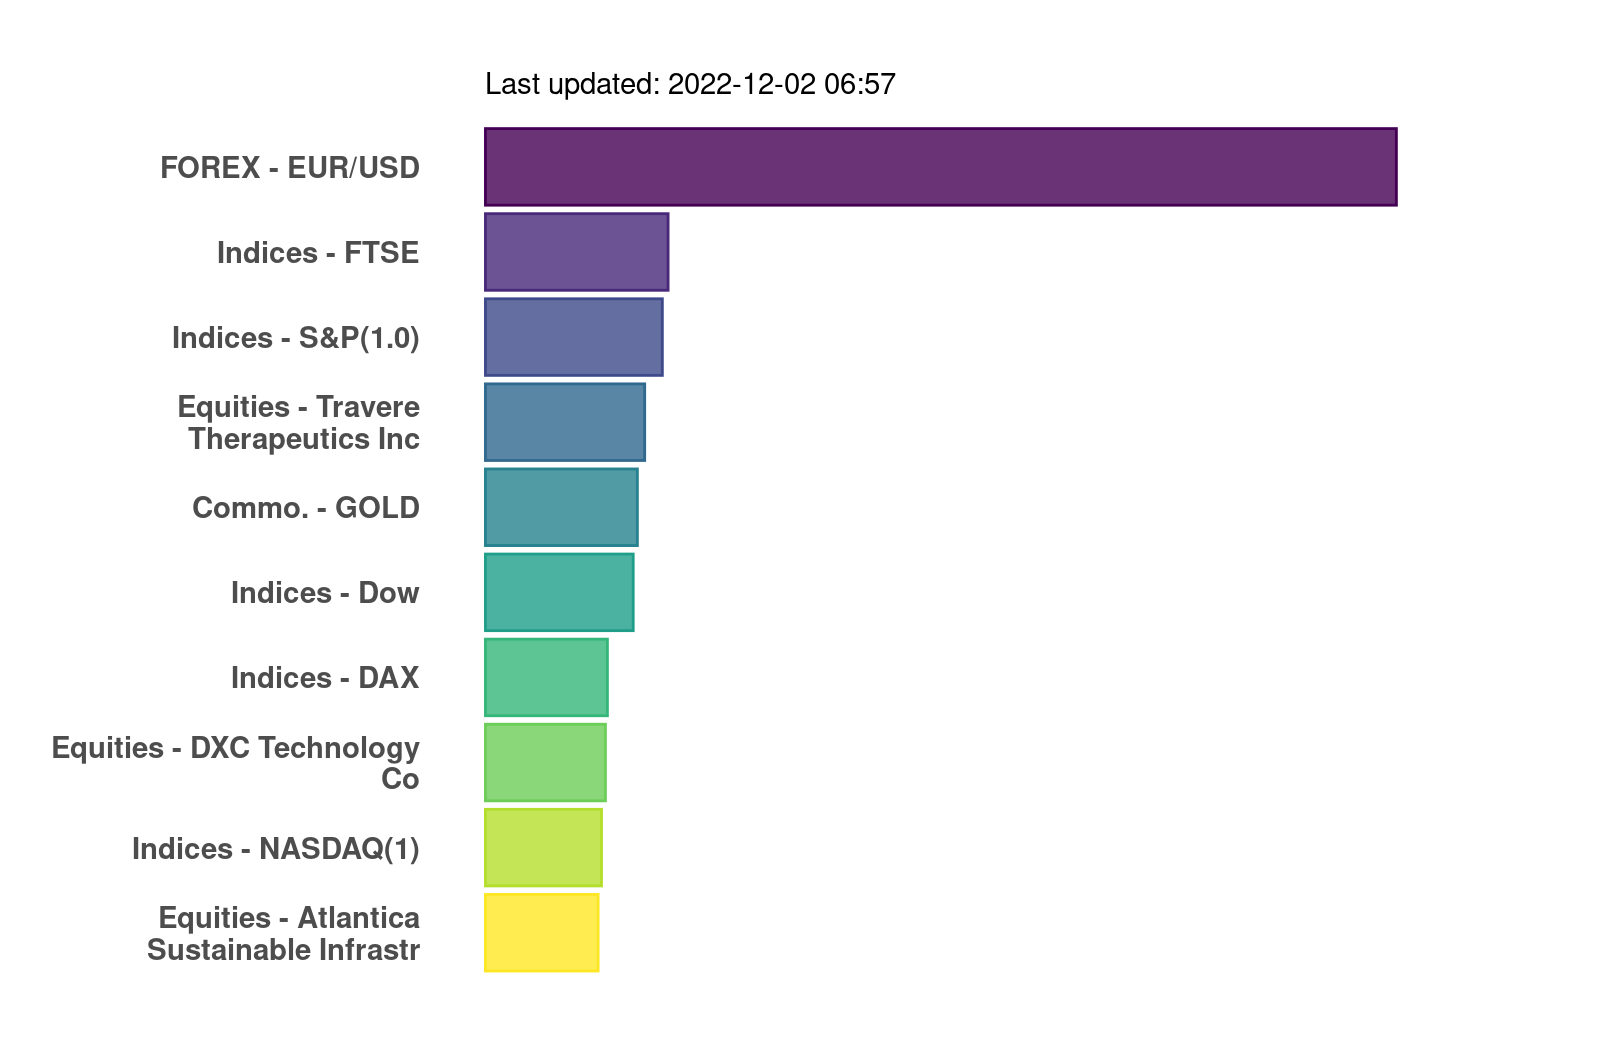 Last updated: 2022-12-02 06:57
FOREX - EUR/USD
Indices - FTSE
Indices - S&P(1.0)
Equities - Travere
Therapeutics Inc
Commo. - GOLD
Indices - Dow
Indices - DAX
Equities - DXC Technology
Co
Indices - NASDAQ(1)
Equities - Atlantica
Sustainable Infrastr